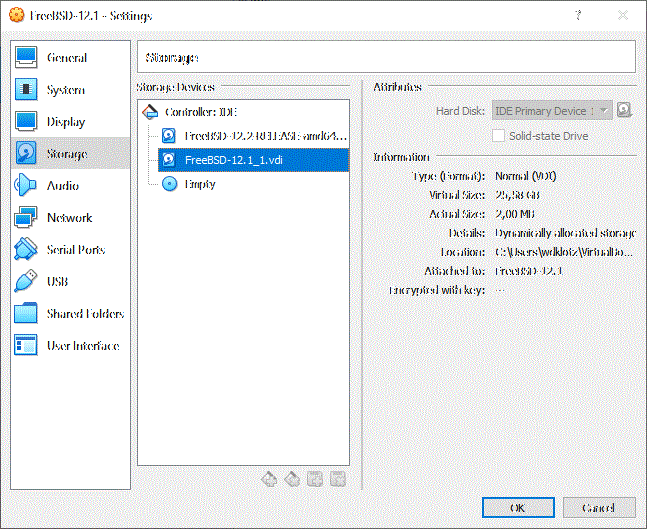 FreeBSD-12.1 - Settings
General
System
Display
Storage
Audio
Network
Serial Ports
USB
Shared Folders
User Interface
Storage
Storage Devices
Controller: IDE
FreeBSD-12.2-RELEASE-amd64...
FreeBSD-12.1_1.vdi
Empty
Attributes
Hard Disk: IDE Primary Device 1
Solid-state Drive
Information
Type (Format): Normal (VDI)
Virtual Size: 25,58 GB
Actual Size: 2,00 MB
Details: Dynamically allocated storage
Location: C:\Users\wdklotz\VirtualBo...
Attached to: FreeBSD-12.1
Encrypted with key: --
OK Cancel